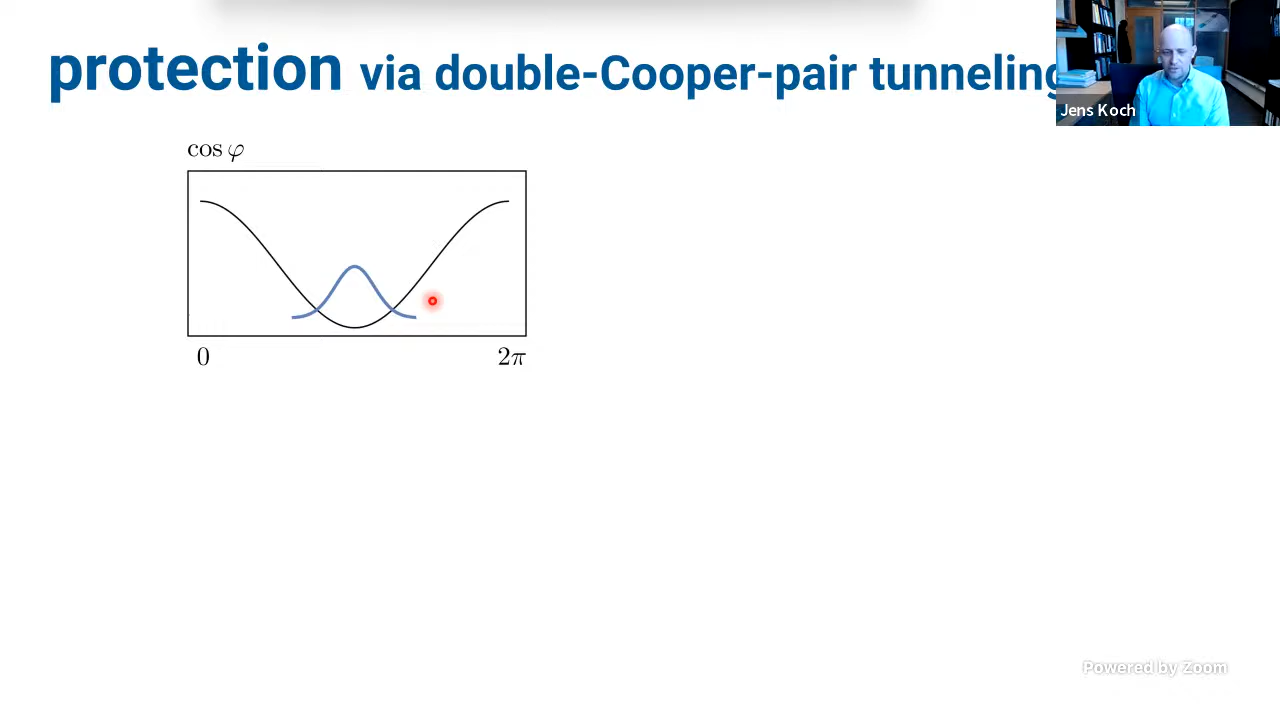 protection via double-Cooper-pair tunneling
Jens Koch
cos φ
0
2π
Powered by Zoom